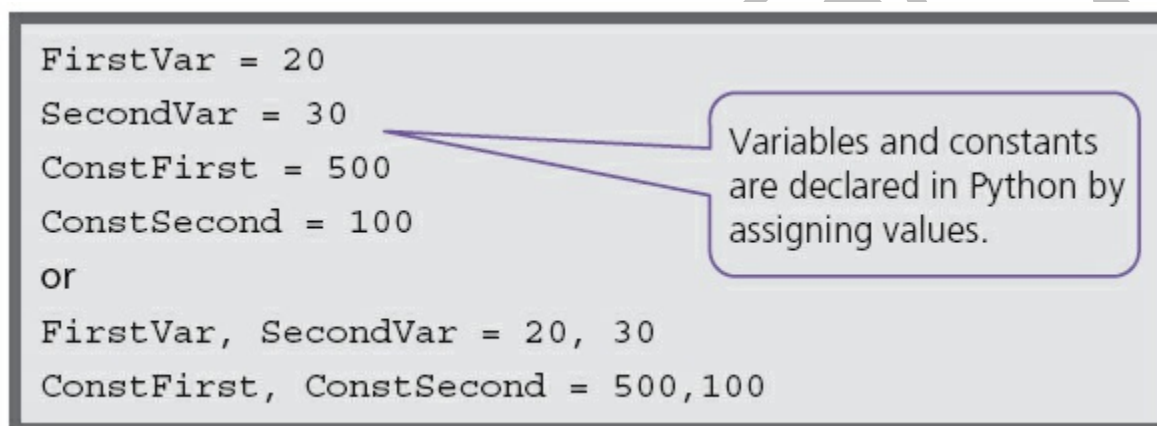 FirstVar = 20
SecondVar = 30
ConstFirst = 500
ConstSecond = 100
or
FirstVar, SecondVar = 20, 30
ConstFirst, ConstSecond = 500,100
Variables and constants
are declared in Python by
assigning values.